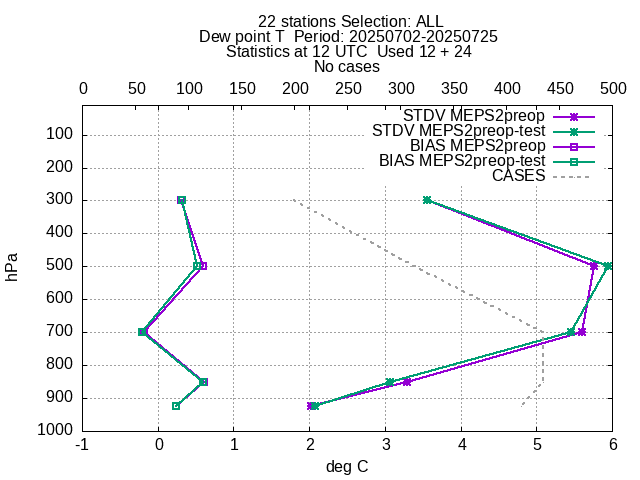 22 stations Selection: ALL
Dew point T  Period: 20250702-20250725
Statistics at 12 UTC  Used 12 + 24
No cases
0 50 100 150 200 250 300 350 400 450 500
STDV MEPS2preop
STDV MEPS2preop-test
BIAS MEPS2preop
BIAS MEPS2preop-test
CASES
100
200
300
400
500
600
700
800
900
1000
hPa
-1 0 1 2 3 4 5 6
deg C